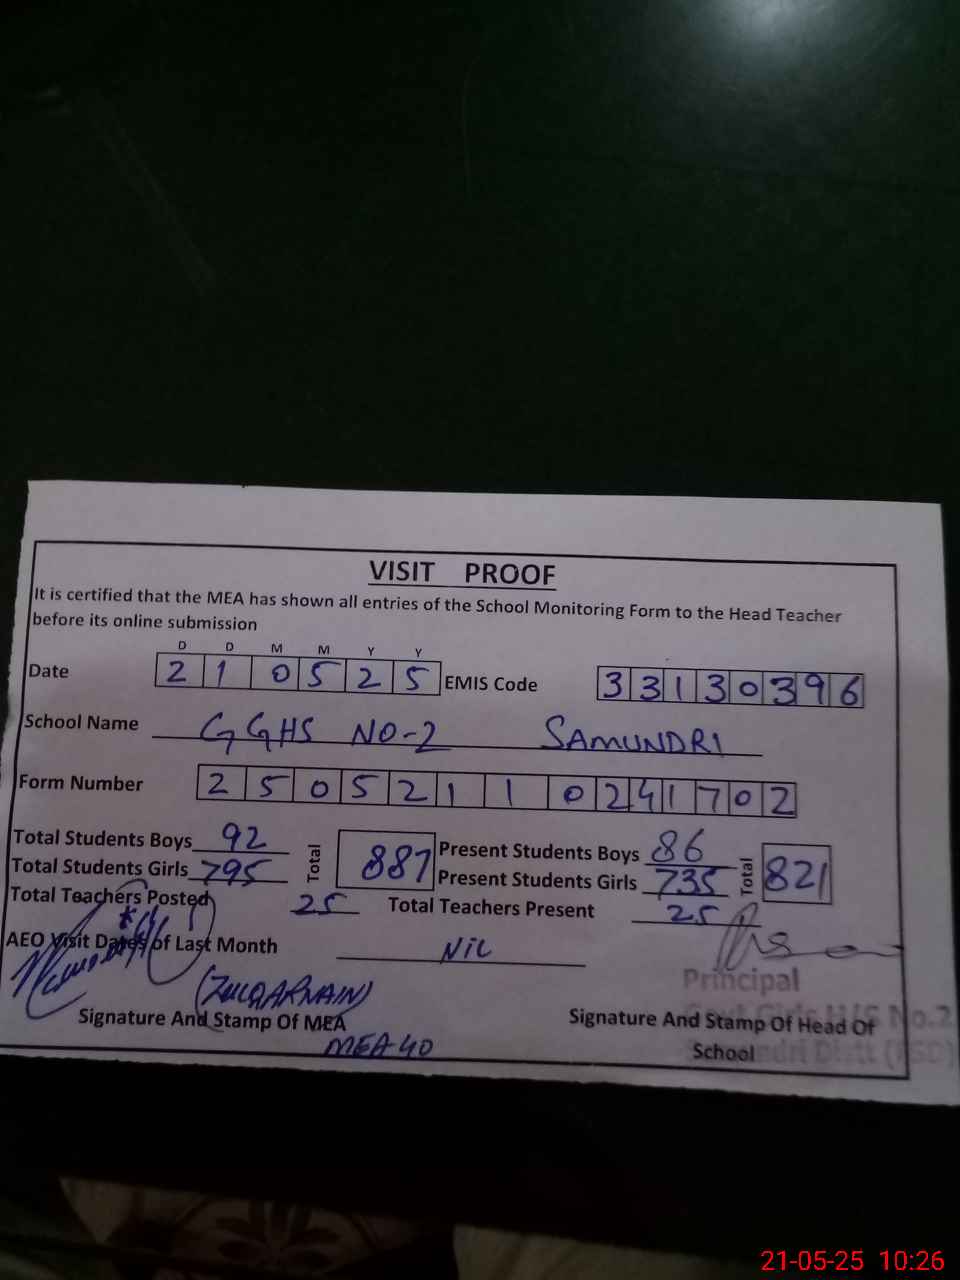 VISIT PROOF
It is certified that the MEA has shown all entries of the School Monitoring Form to the Head Teacher
before its online submission
D D M M Y Y
Date 2 1 0 5 2 5 EMIS Code 3 3 1 3 0 3 9 6
School Name GGHS NO-2 SAMUNDRI
Form Number 2 5 0 5 2 1 1 0 2 4 1 7 0 2
Total Students Boys 92 Total 887 Present Students Boys 86 Total 821
Total Students Girls 795 Present Students Girls 735
Total Teachers Posted 25 Total Teachers Present 25
AEO Visit Dates of Last Month NiL
(ZULQARNAIN)
Principal
Signature And Stamp Of MEA Signature And Stamp Of Head Of
School
MEA-40
No.2
21-05-25 10:26